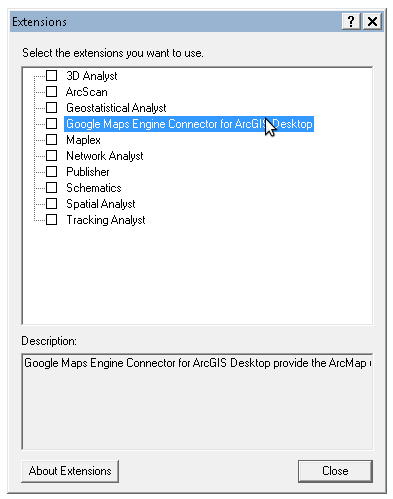 Extensions
Select the extensions you want to use.
3D Analyst
ArcScan
Geostatistical Analyst
Google Maps Engine Connector for ArcGIS Desktop
Maplex
Network Analyst
Publisher
Schematics
Spatial Analyst
Tracking Analyst
Description:
Google Maps Engine Connector for ArcGIS Desktop provide the ArcMap
About Extensions
Close